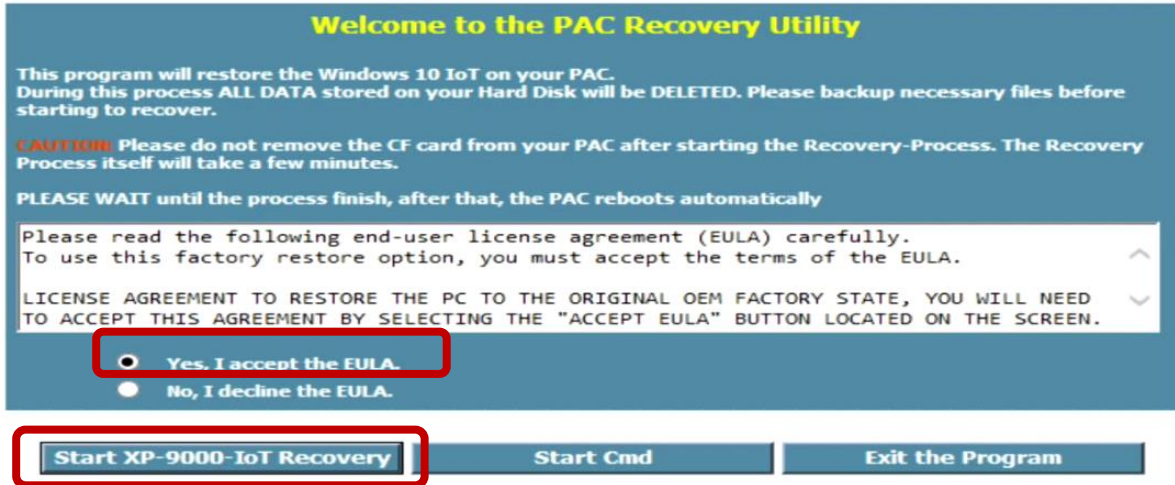 Welcome to the PAC Recovery Utility
This program will restore the Windows 10 IoT on your PAC.
During this process ALL DATA stored on your Hard Disk will be DELETED. Please backup necessary files before
starting to recover.
CAUTION: Please do not remove the CF card from your PAC after starting the Recovery-Process. The Recovery
Process itself will take a few minutes.
PLEASE WAIT until the process finish, after that, the PAC reboots automatically
Please read the following end-user license agreement (EULA) carefully.
To use this factory restore option, you must accept the terms of the EULA.
LICENSE AGREEMENT TO RESTORE THE PC TO THE ORIGINAL OEM FACTORY STATE, YOU WILL NEED
TO ACCEPT THIS AGREEMENT BY SELECTING THE "ACCEPT EULA" BUTTON LOCATED ON THE SCREEN.
Yes, I accept the EULA.
No, I decline the EULA.
Start XP-9000-IoT Recovery Start Cmd Exit the Program